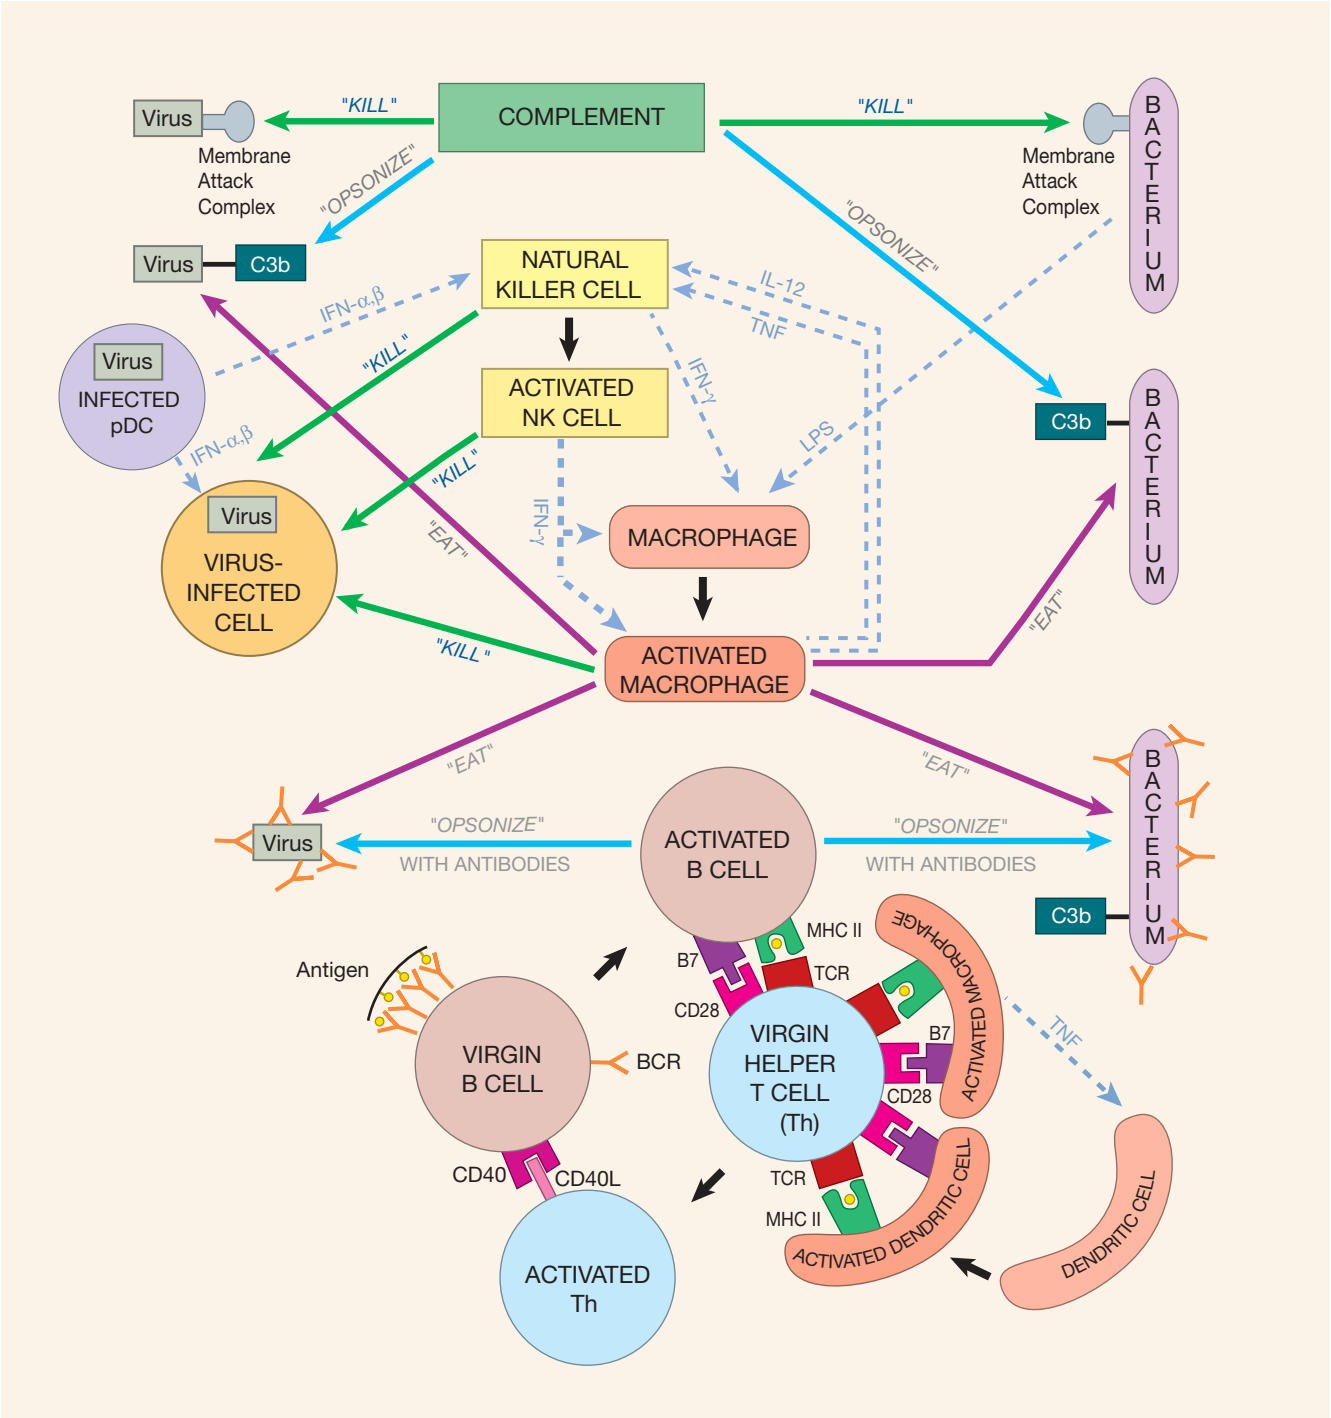 COMPLEMENT
"KILL"
"KILL"
Virus
Membrane
Attack
Complex
Membrane
Attack
Complex
BACTERIUM
"OPSONIZE"
"OPSONIZE"
Virus
C3b
NATURAL
KILLER CELL
IFN-α,β
IL-12
TNF
"KILL"
IFN-γ
LPS
Virus
INFECTED
pDC
IFN-α,β
ACTIVATED
NK CELL
"KILL"
C3b
BACTERIUM
Virus
VIRUS-
INFECTED
CELL
"EAT"
IFN-γ
MACROPHAGE
"KILL"
"EAT"
ACTIVATED
MACROPHAGE
"EAT"
"EAT"
Virus
"OPSONIZE"
WITH ANTIBODIES
ACTIVATED
B CELL
"OPSONIZE"
WITH ANTIBODIES
BACTERIUM
C3b
MHC II
B7
TCR
CD28
ACTIVATED MACROPHAGE
Antigen
VIRGIN
B CELL
BCR
VIRGIN
HELPER
T CELL
(Th)
B7
CD28
TNF
CD40
CD40L
TCR
MHC II
ACTIVATED DENDRITIC CELL
DENDRITIC CELL
ACTIVATED
Th